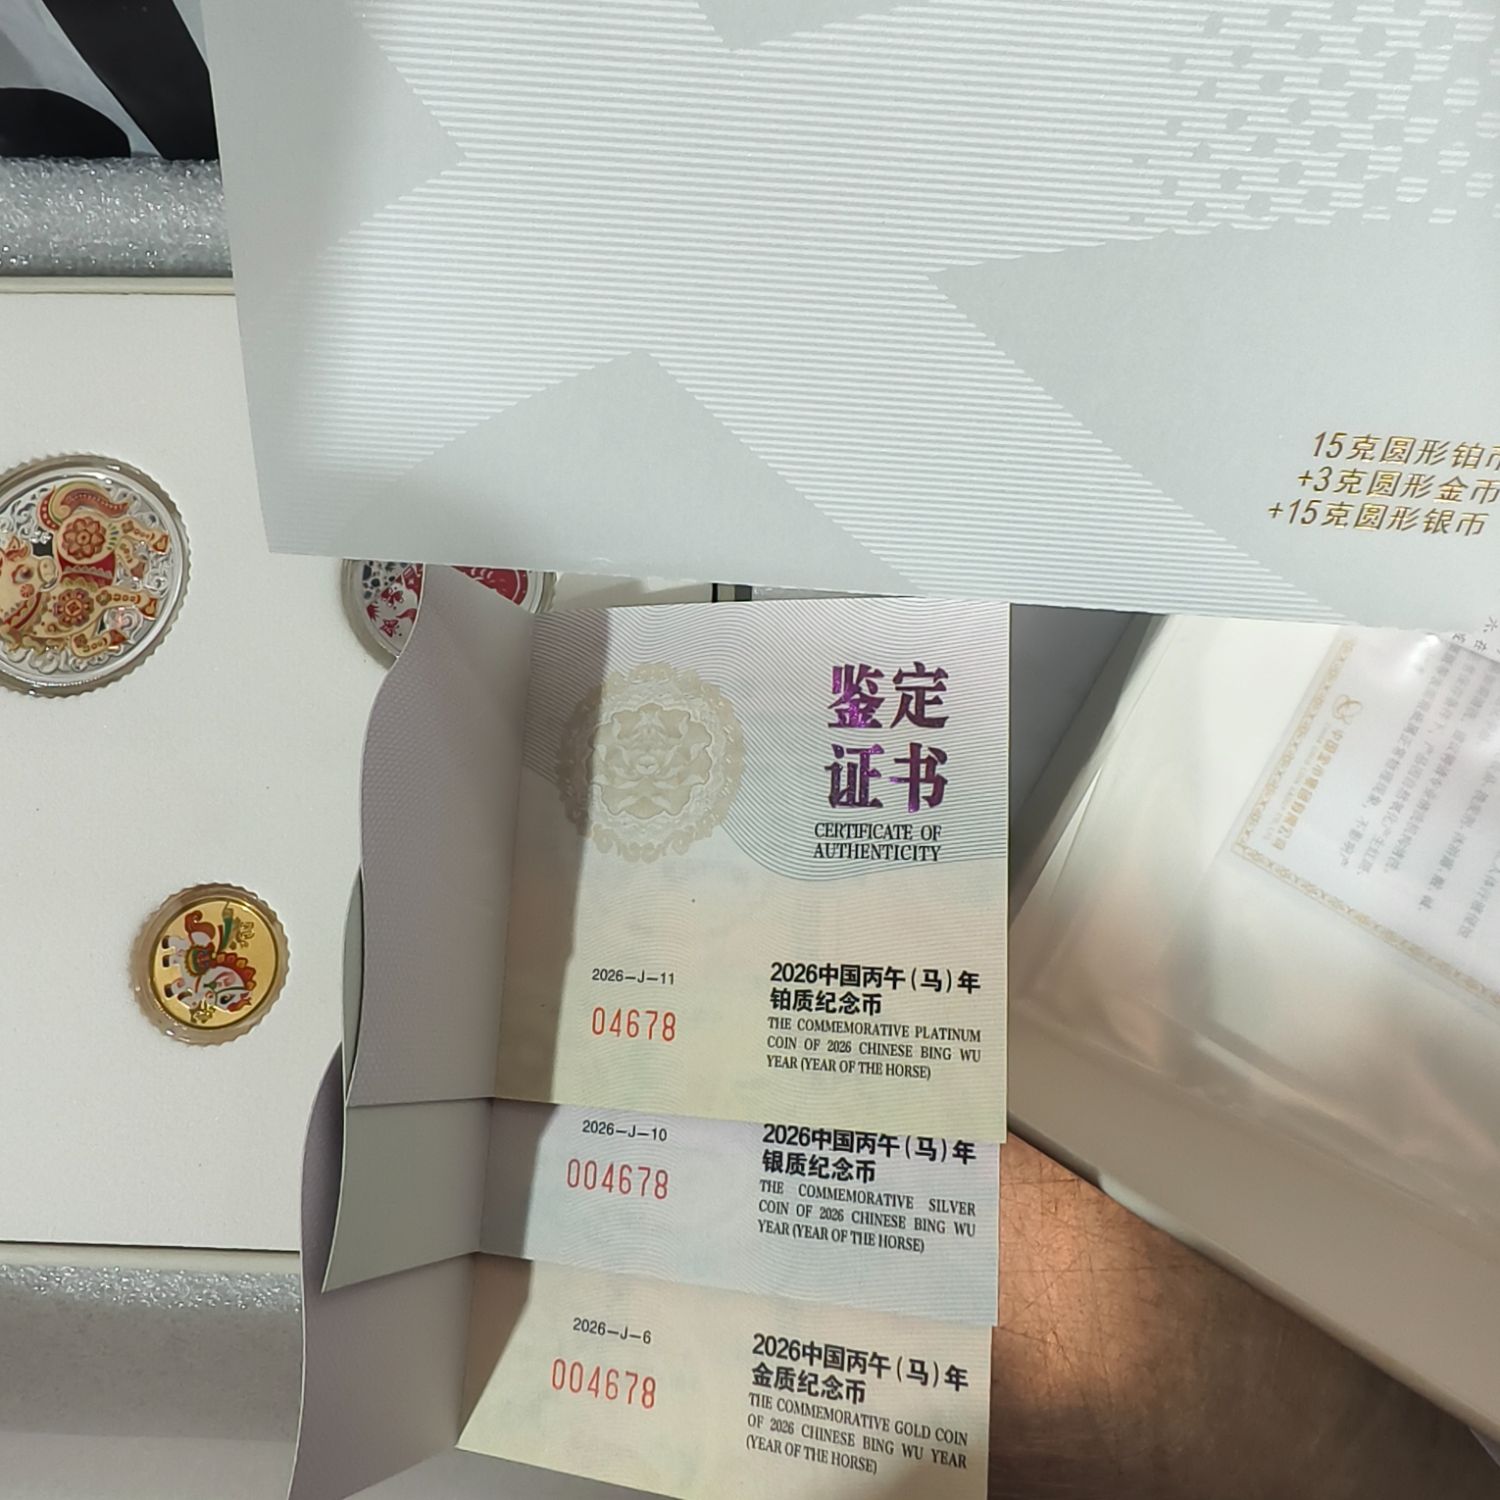 15克圆形铂币
+3克圆形金币
+15克圆形银币
鉴定
证书
CERTIFICATE OF
AUTHENTICITY
2026-J-11
04678
2026中国丙午(马)年
铂质纪念币
THE COMMEMORATIVE PLATINUM
COIN OF 2026 CHINESE BING WU
YEAR (YEAR OF THE HORSE)
2026-J-10
004678
2026中国丙午(马)年
银质纪念币
THE COMMEMORATIVE SILVER
COIN OF 2026 CHINESE BING WU
YEAR (YEAR OF THE HORSE)
2026-J-6
004678
2026中国丙午(马)年
金质纪念币
THE COMMEMORATIVE GOLD COIN
OF 2026 CHINESE BING WU YEAR
(YEAR OF THE HORSE)